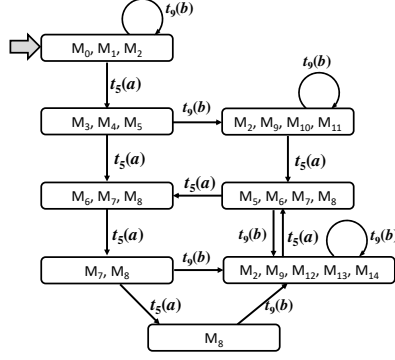 t₉(b)
M₀, M₁, M₂
t₅(a)
t₉(b)
M₃, M₄, M₅
t₉(b)
M₂, M₉, M₁₀, M₁₁
t₅(a)
t₅(a)
M₆, M₇, M₈
t₅(a)
M₅, M₆, M₇, M₈
t₅(a)
t₉(b)
t₅(a)
t₉(b)
M₇, M₈
t₉(b)
M₂, M₉, M₁₂, M₁₃, M₁₄
t₅(a)
t₉(b)
M₈